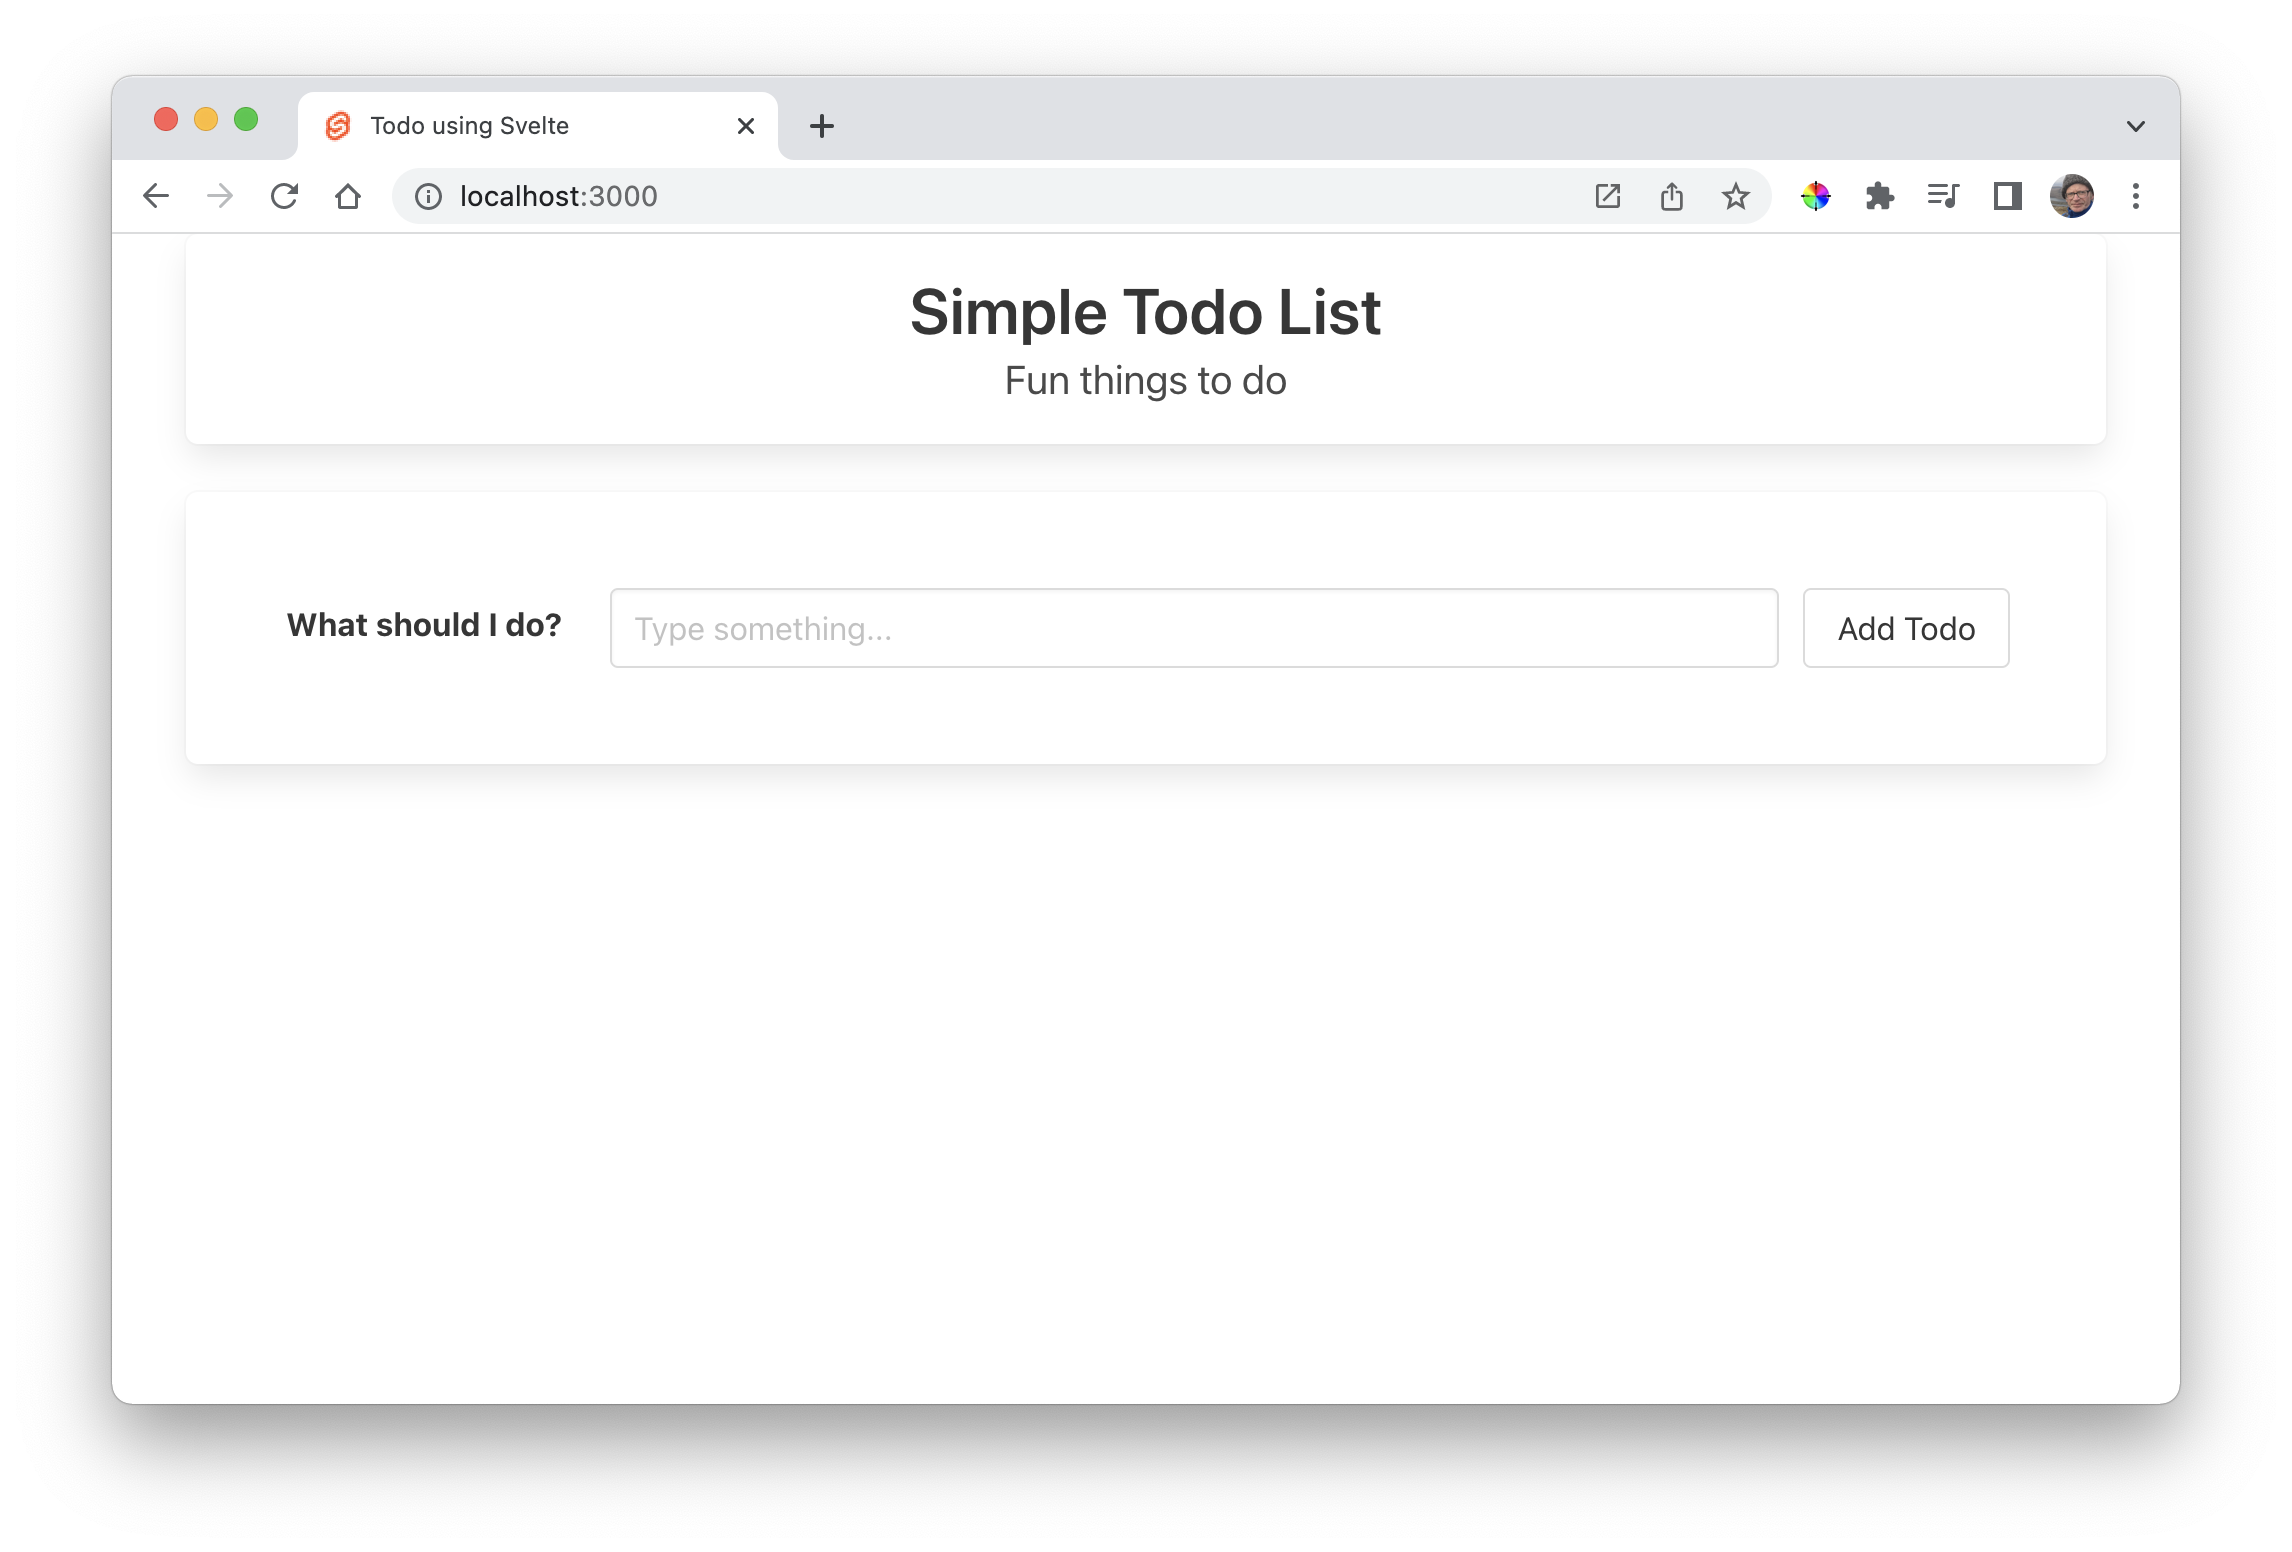 Todo using Svelte
localhost:3000
Simple Todo List
Fun things to do
What should I do?
Type something...
Add Todo